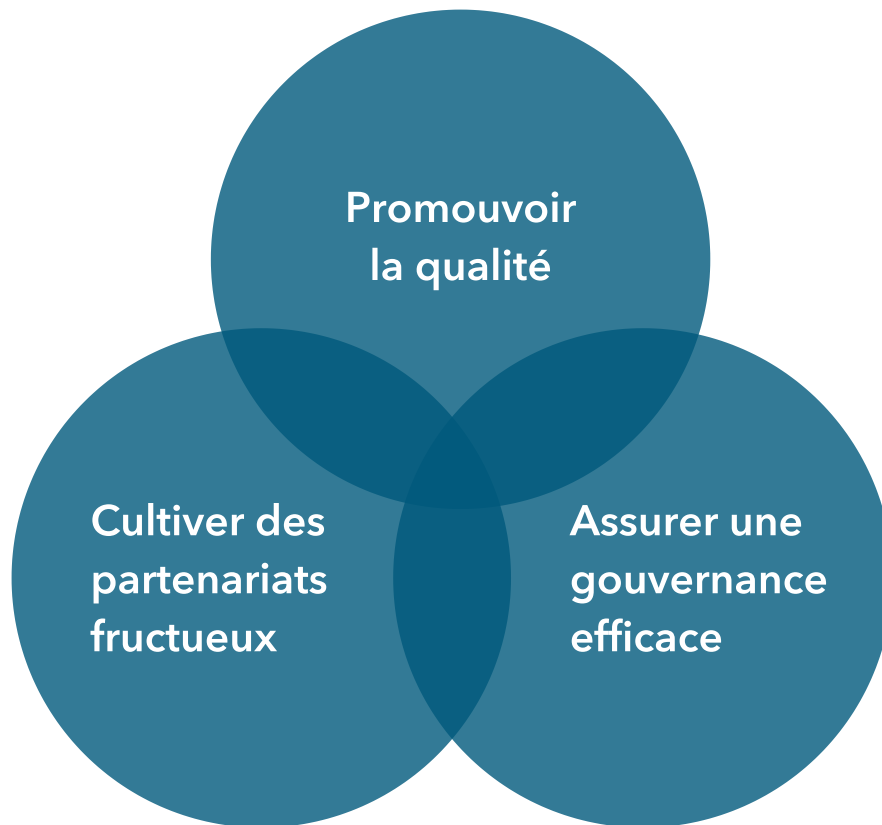 Promouvoir
la qualité
Cultiver des
partenariats
fructueux
Assurer une
gouvernance
efficace